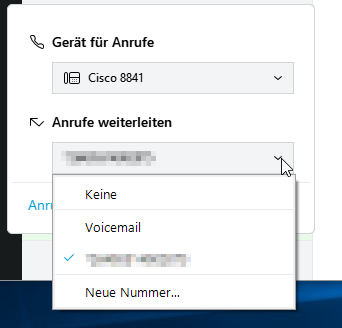 Gerät für Anrufe
Cisco 8841
Anrufe weiterleiten
Keine
Anru
Voicemail
Neue Nummer...